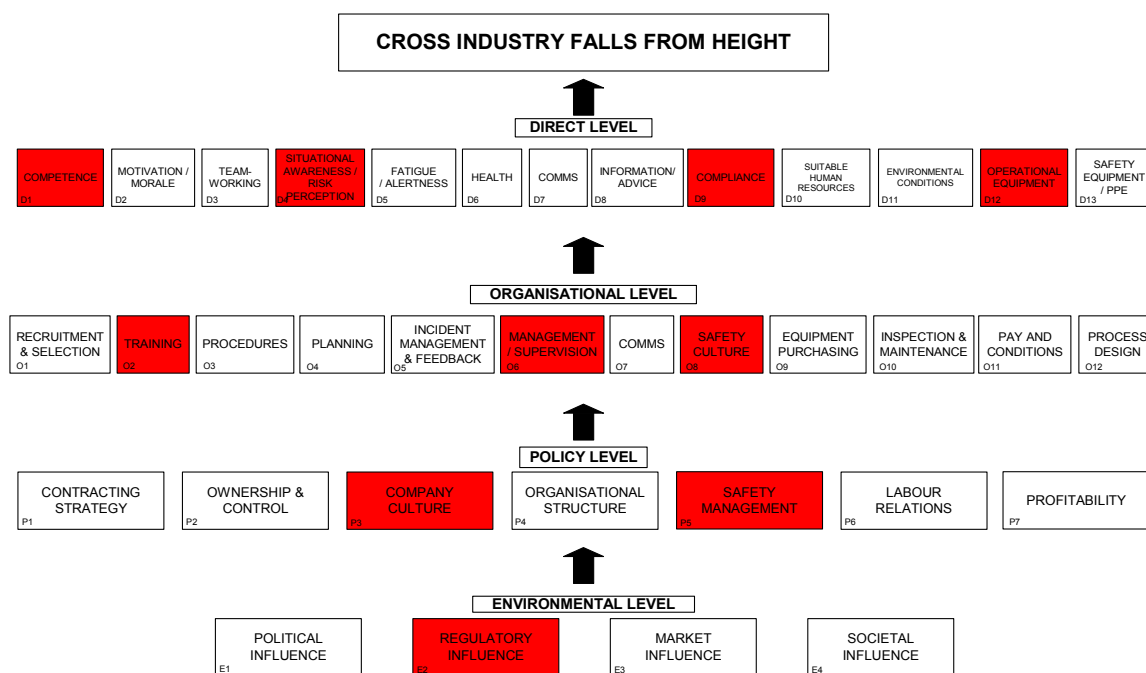 CROSS INDUSTRY FALLS FROM HEIGHT
DIRECT LEVEL
COMPETENCE
D1
MOTIVATION /
MORALE
D2
TEAM-
WORKING
D3
SITUATIONAL
AWARENESS /
RISK
PERCEPTION
D4
FATIGUE
/ ALERTNESS
D5
HEALTH
D6
COMMS
D7
INFORMATION/
ADVICE
D8
COMPLIANCE
D9
SUITABLE
HUMAN
RESOURCES
D10
ENVIRONMENTAL
CONDITIONS
D11
OPERATIONAL
EQUIPMENT
D12
SAFETY
EQUIPMENT
/ PPE
D13
ORGANISATIONAL LEVEL
RECRUITMENT
& SELECTION
O1
TRAINING
O2
PROCEDURES
O3
PLANNING
O4
INCIDENT
MANAGEMENT
& FEEDBACK
O5
MANAGEMENT
/ SUPERVISION
O6
COMMS
O7
SAFETY
CULTURE
O8
EQUIPMENT
PURCHASING
O9
INSPECTION &
MAINTENANCE
O10
PAY AND
CONDITIONS
O11
PROCESS
DESIGN
O12
POLICY LEVEL
CONTRACTING
STRATEGY
P1
OWNERSHIP &
CONTROL
P2
COMPANY
CULTURE
P3
ORGANISATIONAL
STRUCTURE
P4
SAFETY
MANAGEMENT
P5
LABOUR
RELATIONS
P6
PROFITABILITY
P7
ENVIRONMENTAL LEVEL
POLITICAL
INFLUENCE
E1
REGULATORY
INFLUENCE
E2
MARKET
INFLUENCE
E3
SOCIETAL
INFLUENCE
E4